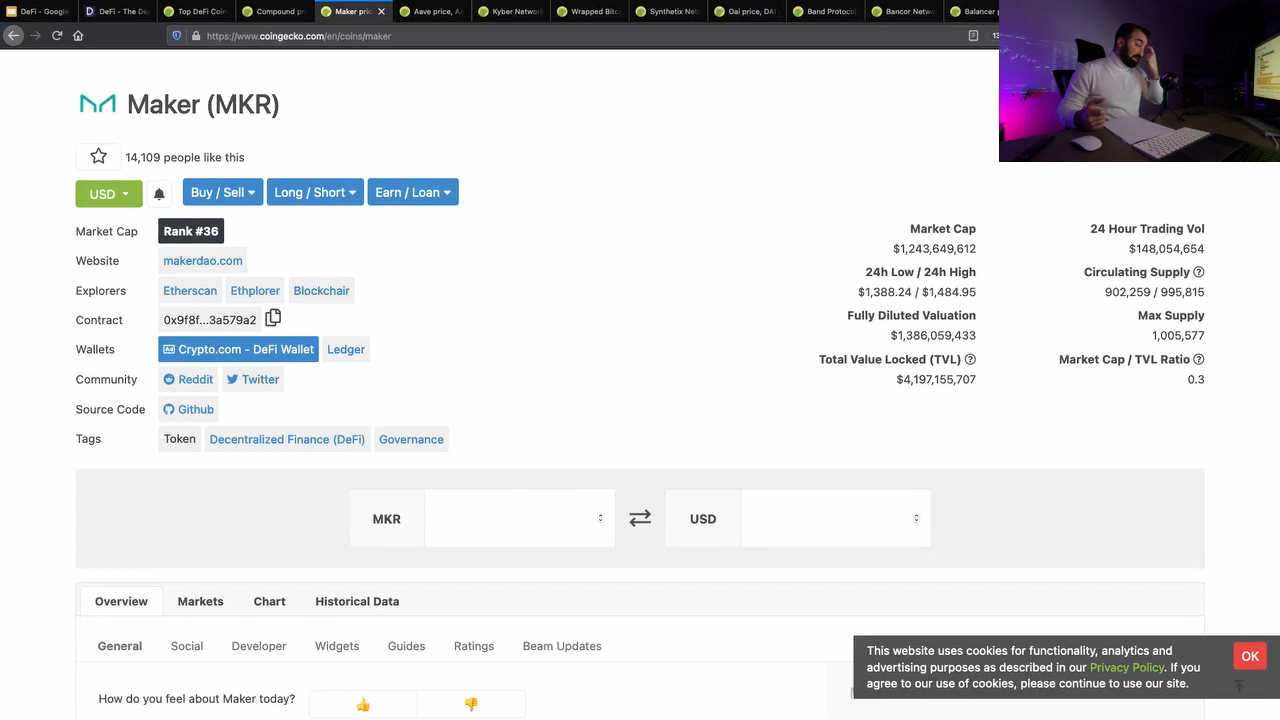 DeFi - Google
DeFi - The De
Top DeFi Coin
Compound pri
Maker pric
Aave price, AA
Kyber Network
Wrapped Bitc
Synthetix Net
Dai price, DAI
Band Protocol
Bancor Netw
Balancer
https://www.coingecko.com/en/coins/maker
Maker (MKR)
14,109 people like this
USD
Buy / Sell
Long / Short
Earn / Loan
Market Cap
Rank #36
Website
makerdao.com
Explorers
Etherscan
Ethplorer
Blockchain
Contract
0x9f8f...3a579a2
Wallets
Crypto.com - DeFi Wallet
Ledger
Community
Reddit
Twitter
Source Code
Github
Tags
Token
Decentralized Finance (DeFi)
Governance
Market Cap
$1,243,649,612
24 Hour Trading Vol
$148,054,654
24h Low / 24h High
$1,388.24 / $1,484.95
Circulating Supply
902,259 / 995,815
Fully Diluted Valuation
$1,386,059,433
Max Supply
1,005,577
Total Value Locked (TVL)
$4,197,155,707
Market Cap / TVL Ratio
0.3
MKR
USD
Overview
Markets
Chart
Historical Data
General
Social
Developer
Widgets
Guides
Ratings
Beam Updates
How do you feel about Maker today?
This website uses cookies for functionality, analytics and
advertising purposes as described in our Privacy Policy. If you
agree to our use of cookies, please continue to use our site.
OK